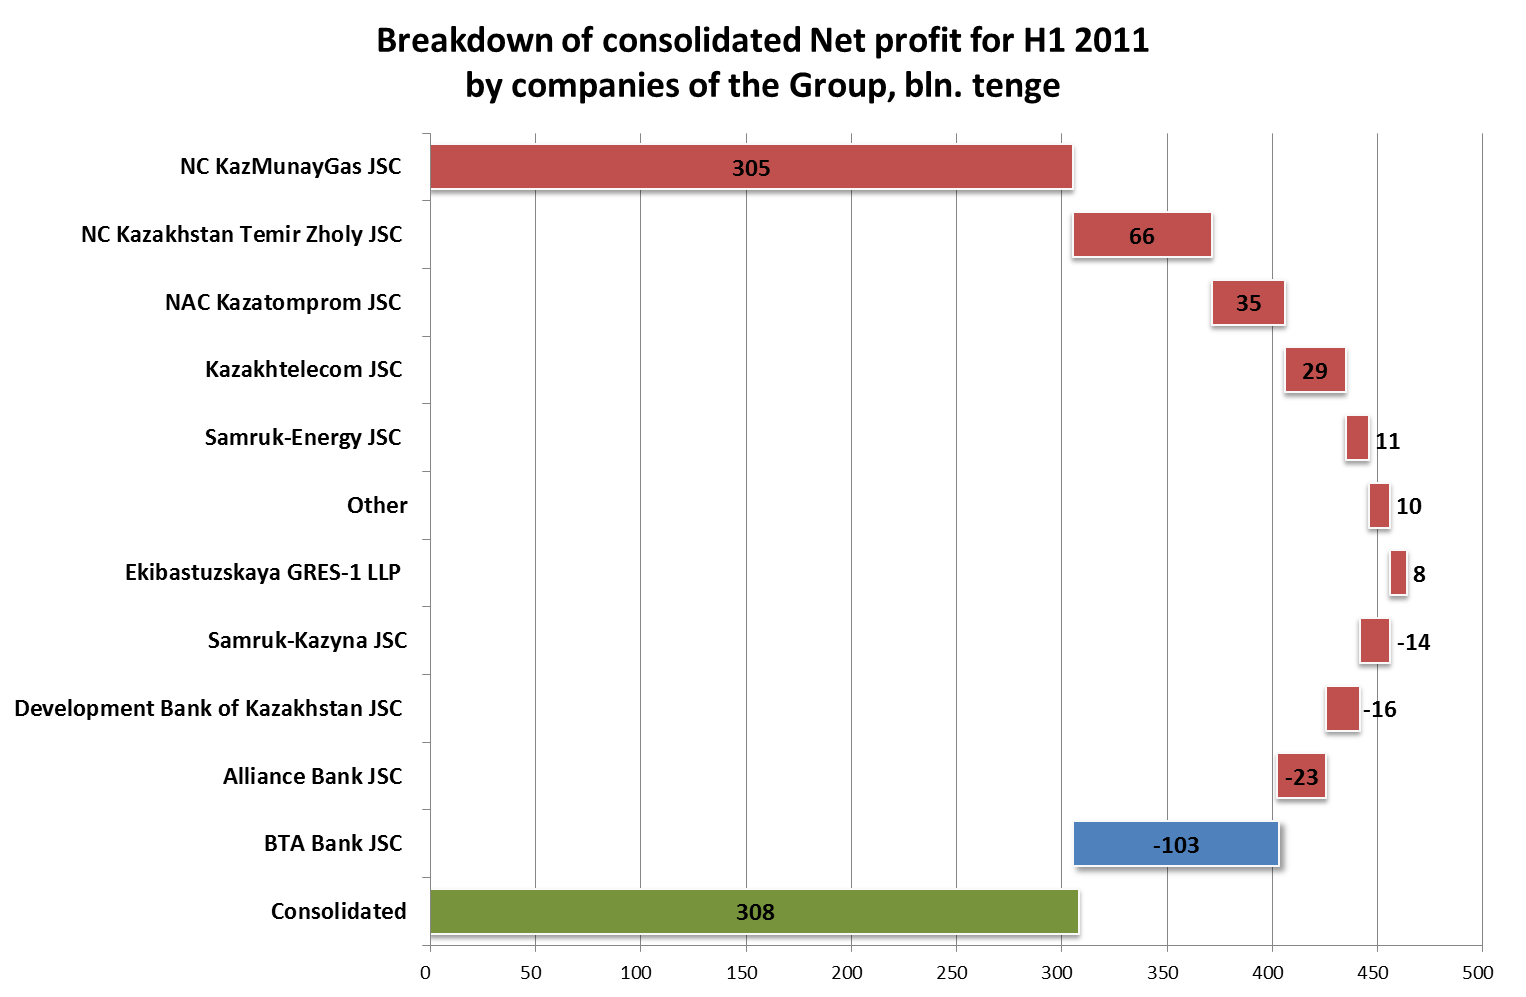 Breakdown of consolidated Net profit for H1 2011
by companies of the Group, bln. tenge
NC KazMunayGas JSC 305
NC Kazakhstan Temir Zholy JSC 66
NAC Kazatomprom JSC 35
Kazakhtelecom JSC 29
Samruk-Energy JSC 11
Other 10
Ekibastuzskaya GRES-1 LLP 8
Samruk-Kazyna JSC -14
Development Bank of Kazakhstan JSC -16
Alliance Bank JSC -23
BTA Bank JSC -103
Consolidated 308
0 50 100 150 200 250 300 350 400 450 500